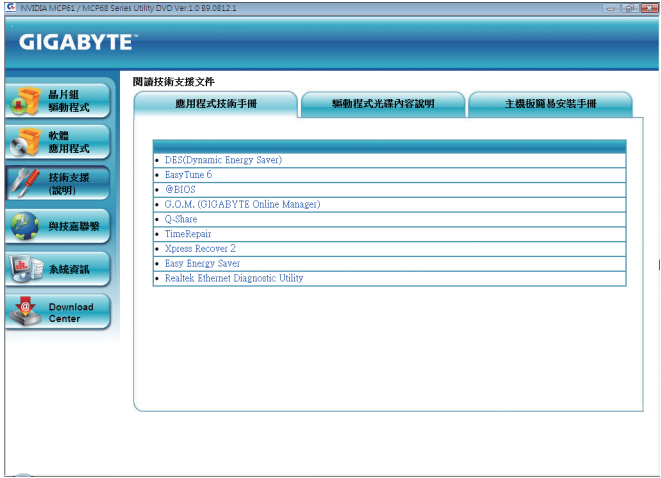 NVIDIA MCP61 / MCP68 Series Utility DVD Ver.1.0 B9.0812.1
GIGABYTE™
晶片組
驅動程式
軟體
應用程式
技術支援
(說明)
與技嘉聯繫
系統資訊
Download
Center
閱讀技術支援文件
應用程式技術手冊
驅動程式光碟內容說明
主機板簡易安裝手冊
• DES(Dynamic Energy Saver)
• EasyTune 6
• @BIOS
• G.O.M. (GIGABYTE Online Manager)
• Q-Share
• TimeRepair
• Xpress Recover 2
• Easy Energy Saver
• Realtek Ethernet Diagnostic Utility